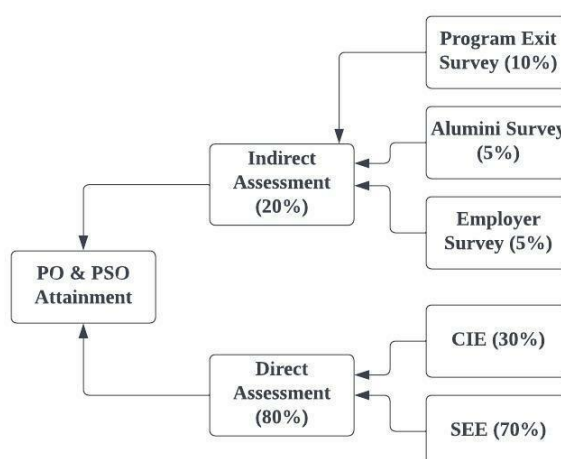 Program Exit
Survey (10%)
Alumini Survey
(5%)
Indirect
Assessment
(20%)
Employer
Survey (5%)
PO & PSO
Attainment
CIE (30%)
Direct
Assessment
(80%)
SEE (70%)